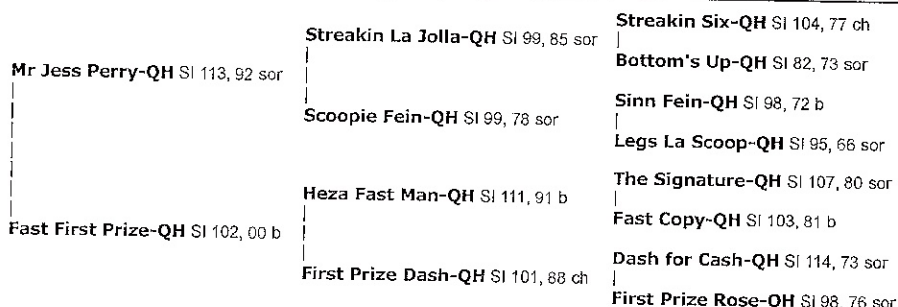 Streakin Six-QH SI 104, 77 ch
Streakin La Jolla-QH SI 99, 85 sor
Bottom's Up-QH SI 82, 73 sor
Mr Jess Perry-QH SI 113, 92 sor
Sinn Fein-QH SI 98, 72 b
Scoopie Fein-QH SI 99, 78 sor
Legs La Scoop-QH SI 95, 66 sor
The Signature-QH SI 107, 80 sor
Heza Fast Man-QH SI 111, 91 b
Fast Copy-QH SI 103, 81 b
Fast First Prize-QH SI 102, 00 b
Dash for Cash-QH SI 114, 73 sor
First Prize Dash-QH SI 101, 88 ch
First Prize Rose-QH SI 98, 76 sor